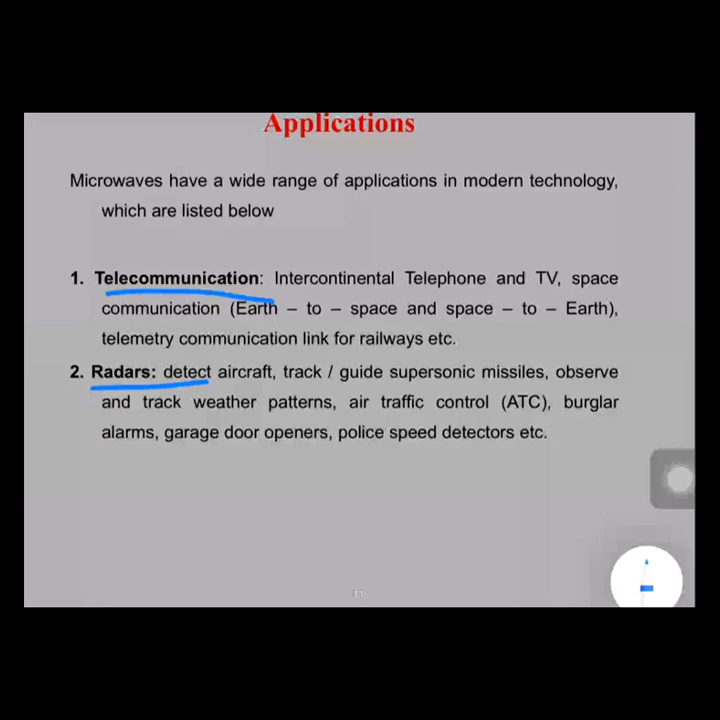 Applications
Microwaves have a wide range of applications in modern technology,
which are listed below
1. Telecommunication: Intercontinental Telephone and TV, space
communication (Earth – to – space and space – to – Earth),
telemetry communication link for railways etc.
2. Radars: detect aircraft, track / guide supersonic missiles, observe
and track weather patterns, air traffic control (ATC), burglar
alarms, garage door openers, police speed detectors etc.
11